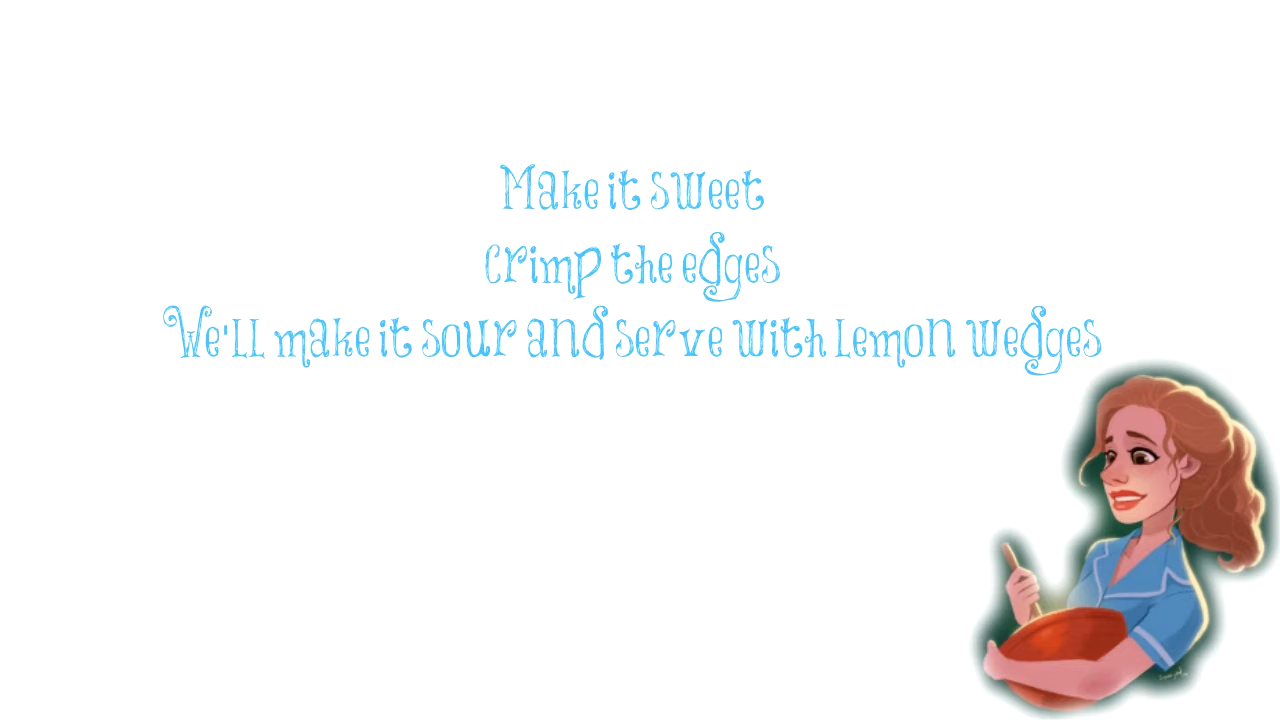 Make it sweet
Crimp the edges
We'll make it sour and serve with lemon wedges